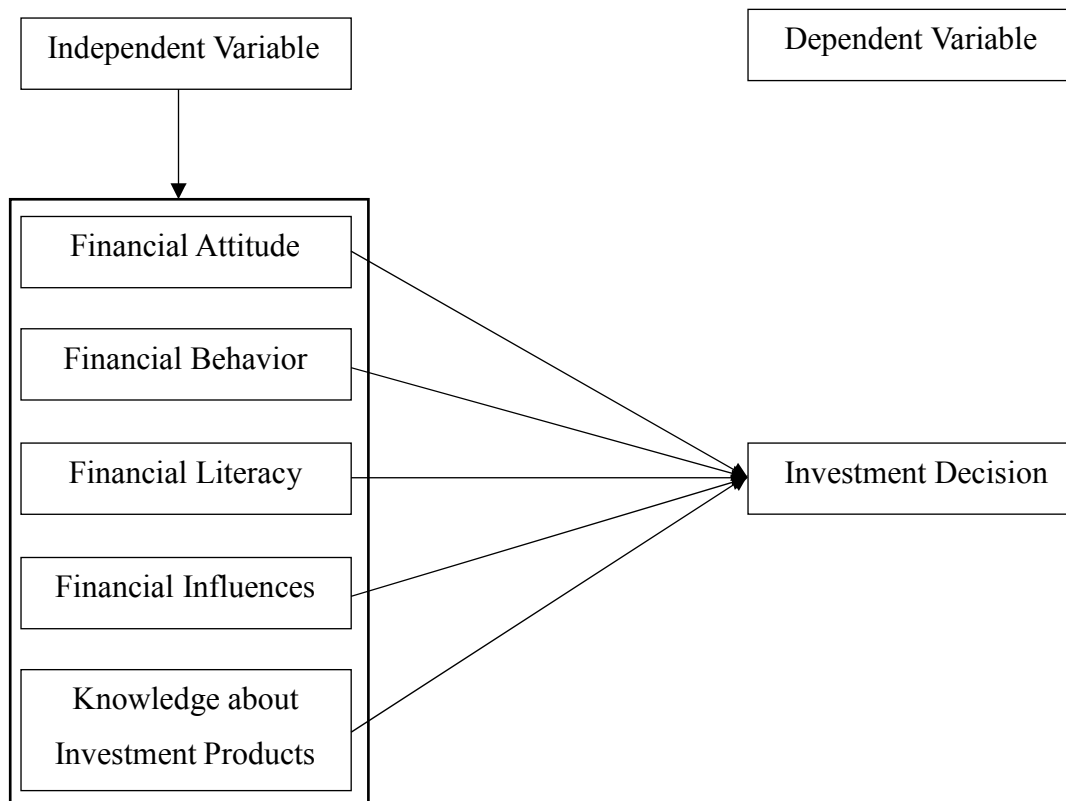 Independent Variable
Dependent Variable
Financial Attitude
Financial Behavior
Financial Literacy
Investment Decision
Financial Influences
Knowledge about
Investment Products